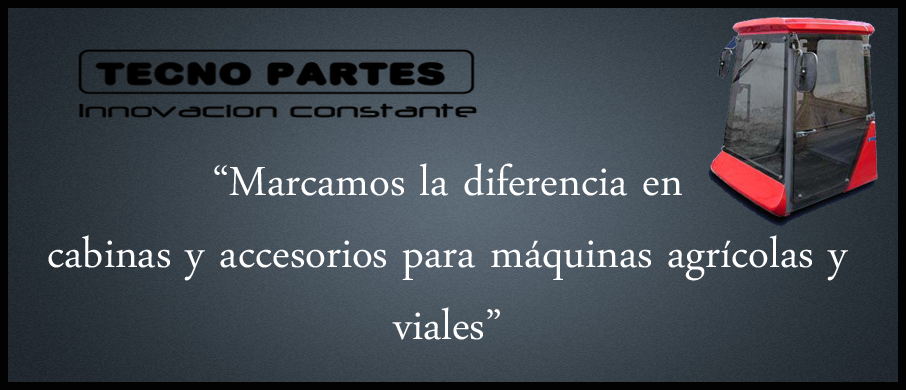 TECNO PARTES
Innovacion constante
“Marcamos la diferencia en
cabinas y accesorios para máquinas agrícolas y
viales”